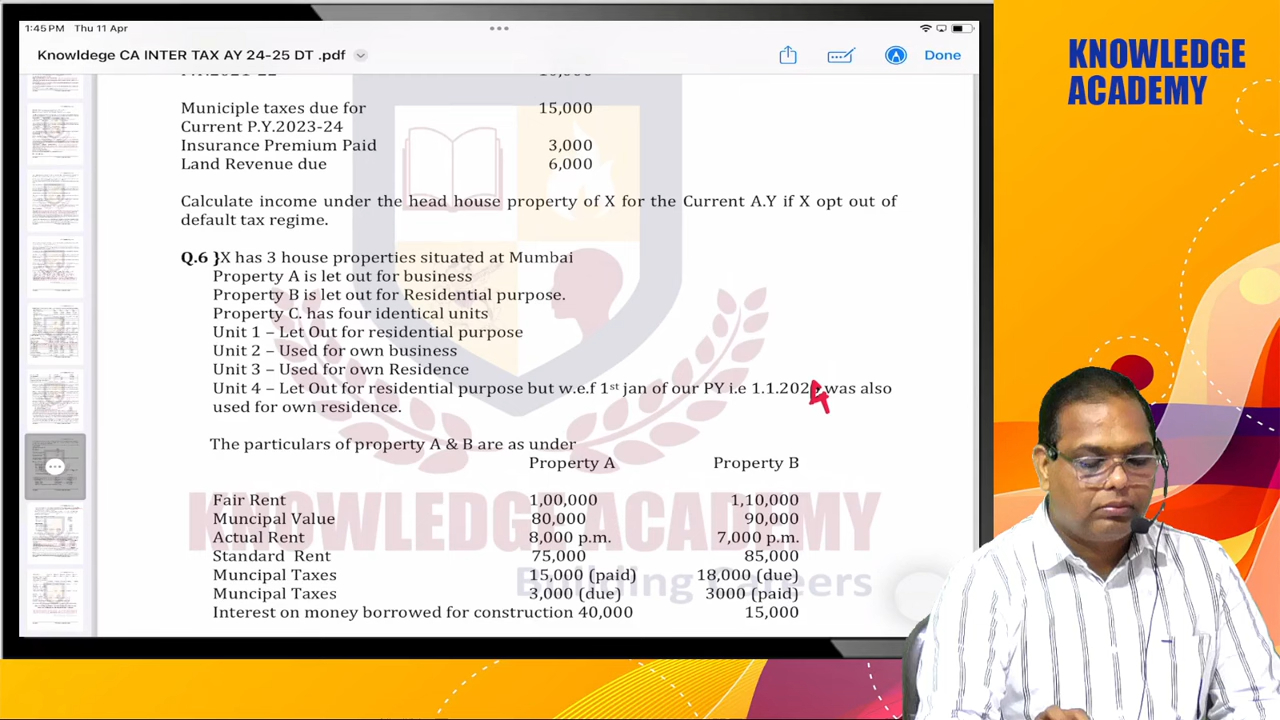 1:45 PM Thu 11 Apr
Knowldege CA INTER TAX AY 24-25 DT .pdf
Done
KNOWLEDGE
ACADEMY
Municiple taxes due for 15,000
Current P.Y.2023-24
Insurance Premium Paid 3,000
Land Revenue due 6,000
Calculate income under the head house property of X for the Current A.Y if X opt out of
default tax regime.
Q.6 X has 3 house properties situated at Mumbai
Property A is let out for business
Property B is let out for Residential purpose.
Property C. has four identical units
Unit 1 – Let out for residential purpose
Unit 2 – Used for own business
Unit 3 – Used for own Residence
Unit 4 – Let out for residential purpose but w.e.f 1st jan of our PY 1.1.202 4 was also
used for own residence.
The particulars of property A & B are as under
Property A Property B
Fair Rent 1,00,000 1,10,000
Muncipal Value 80,000 90,000
Actual Rent 8,000 p.m. 7,000 p.m.
Standard Rent 75,000 85,000
Muncipal Taxes 15,000 (paid) 18,000 (due)
Muncipal Taxes 3,000 (due) 3000 (paid)
Interest on money borrowed for construction 40,000 15,000
KNOWLEDGE ACADEMY
Building Careers